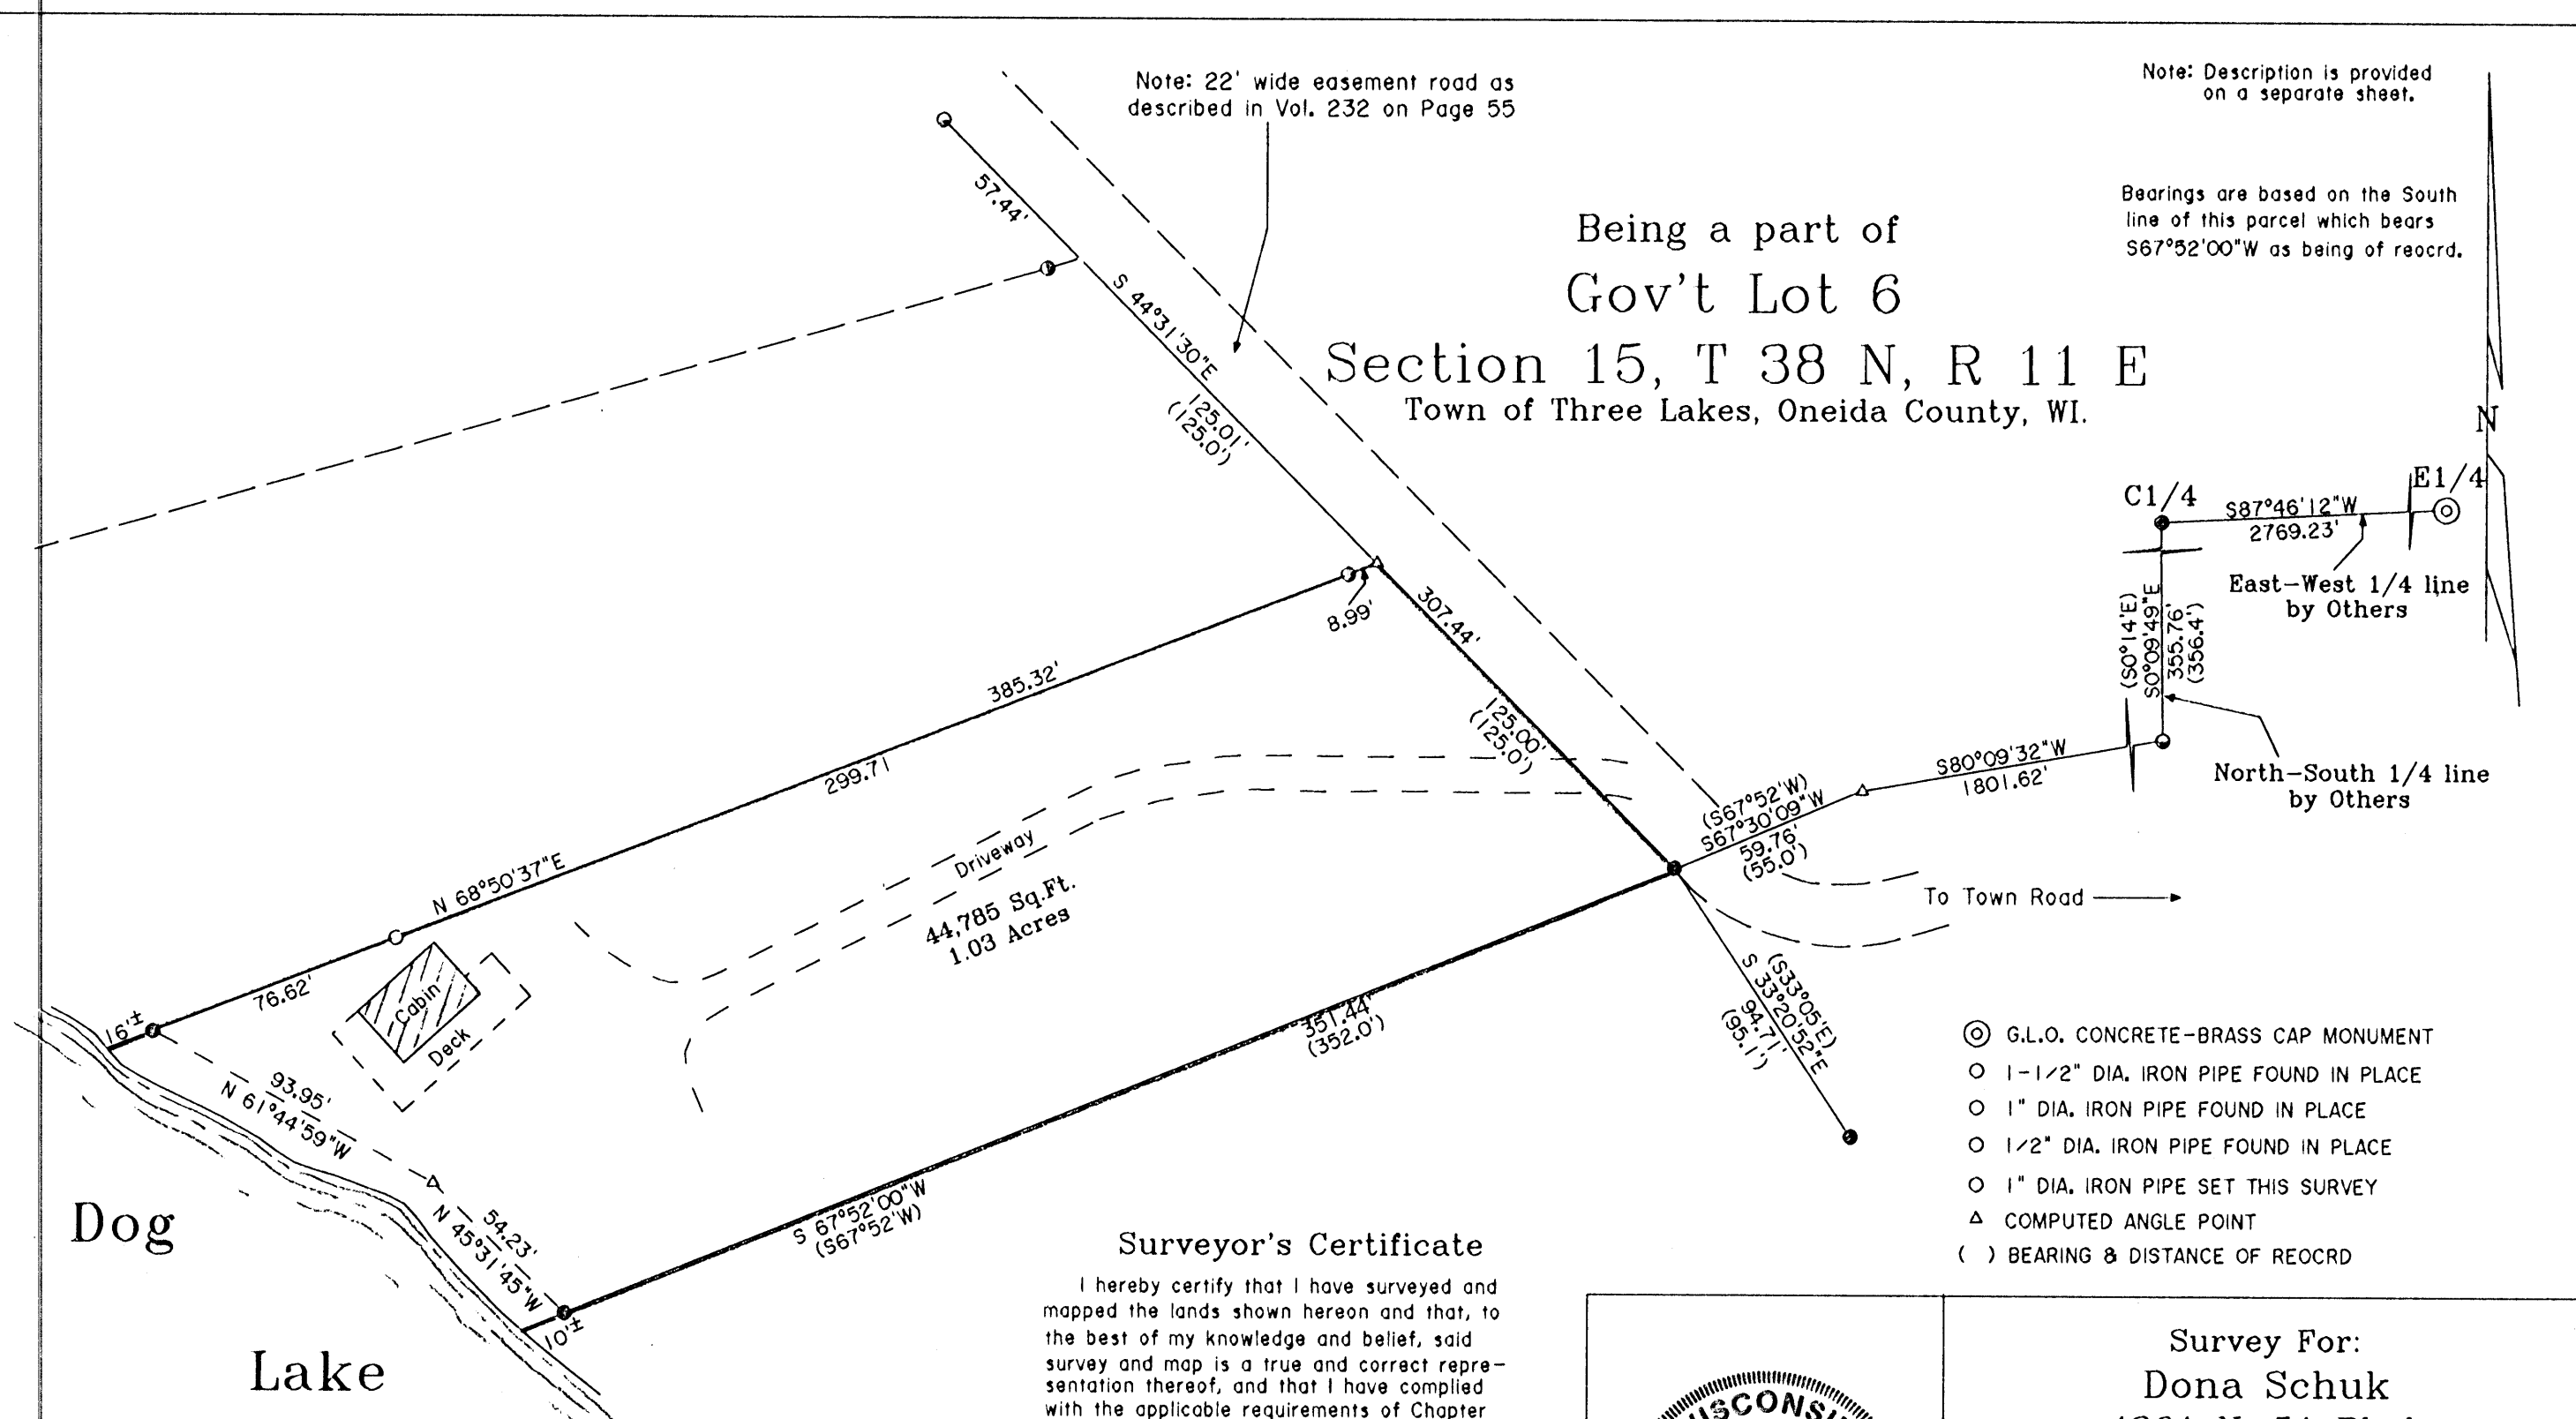 Note: 22' wide easement road as
described in Vol. 232 on Page 55
Note: Description is provided
on a separate sheet.
Bearings are based on the South
line of this parcel which bears
S67°52'00"W as being of reocrd.
Being a part of
Gov't Lot 6
Section 15, T 38 N, R 11 E
Town of Three Lakes, Oneida County, WI.
N
57.44'
S 44°31'30"E
125.01'
(125.0')
307.44'
125.00'
(125.0')
8.99'
385.32'
299.71
N 68°50'37"E
76.62'
16'±
Cabin
Deck
Driveway
44,785 Sq.Ft.
1.03 Acres
93.95'
N 61°44'59"W
54.23'
N 45°31'45"W
10'±
351.44'
(352.0')
S 67°52'00"W
(S67°52'W)
(S67°52'W)
S67°30'09"W
59.76'
(55.0')
S80°09'32"W
1801.62'
C1/4
E1/4
S87°46'12"W
2769.23'
East-West 1/4 line
by Others
(S0°14'E)
S0°09'49"E
355.76'
(356.4')
North-South 1/4 line
by Others
To Town Road
(S33°05'E)
S 33°20'52"E
94.71'
(95.1')
Dog
Lake
G.L.O. CONCRETE-BRASS CAP MONUMENT
1-1/2" DIA. IRON PIPE FOUND IN PLACE
1" DIA. IRON PIPE FOUND IN PLACE
1/2" DIA. IRON PIPE FOUND IN PLACE
1" DIA. IRON PIPE SET THIS SURVEY
COMPUTED ANGLE POINT
( ) BEARING & DISTANCE OF REOCRD
Surveyor's Certificate
I hereby certify that I have surveyed and
mapped the lands shown hereon and that, to
the best of my knowledge and belief, said
survey and map is a true and correct repre-
sentation thereof, and that I have complied
with the applicable requirements of Chapter
Survey For:
Dona Schuk